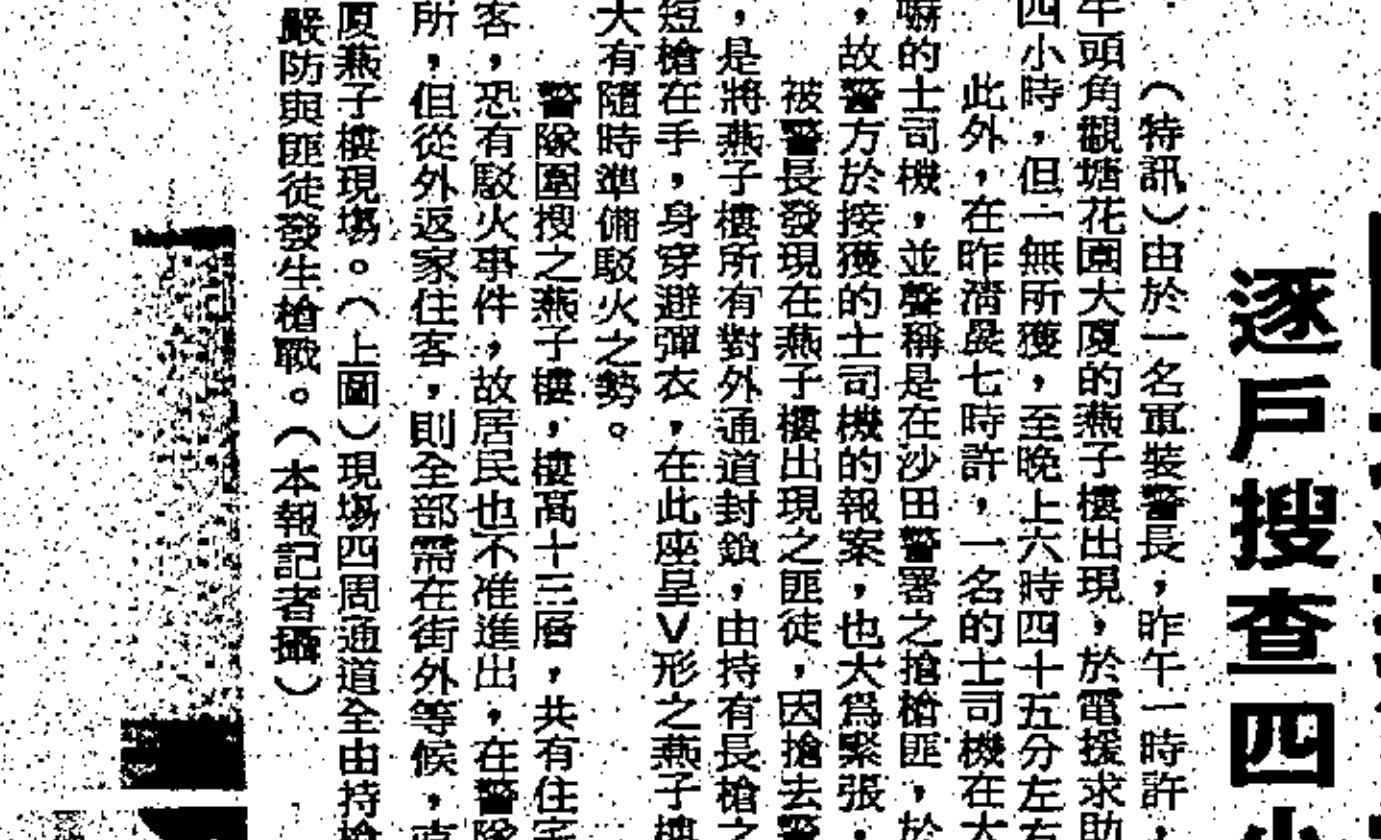 逐戶搜查四小
（特訊）由於一名軍裝警長，昨午一時許，
牛頭角觀塘花園大厦的燕子樓出現，於電援求助
四小時，但一無所獲，至晚上六時四十五分左右
此外，在昨清晨七時許，一名的士司機在大
嚇的士司機，並聲稱是在沙田警署之搶槍匪，於
，故警方於接獲的士司機的報案，也大爲緊張，
被警長發現在燕子樓出現之匪徒，因搶去警
，是將燕子樓所有對外通道封鎖，由持有長槍之
短槍在手，身穿避彈衣，在此座呈V形之燕子樓
大有隨時準備駁火之勢。
警隊圍搜之燕子樓，樓高十三層，共有住宅
客，恐有駁火事件，故居民也不准進出，在警隊
所，但從外返家住客，則全部需在街外等候，直
厦燕子樓現場。（上圖）現場四周通道全由持槍
嚴防與匪徒發生槍戰。（本報記者攝）